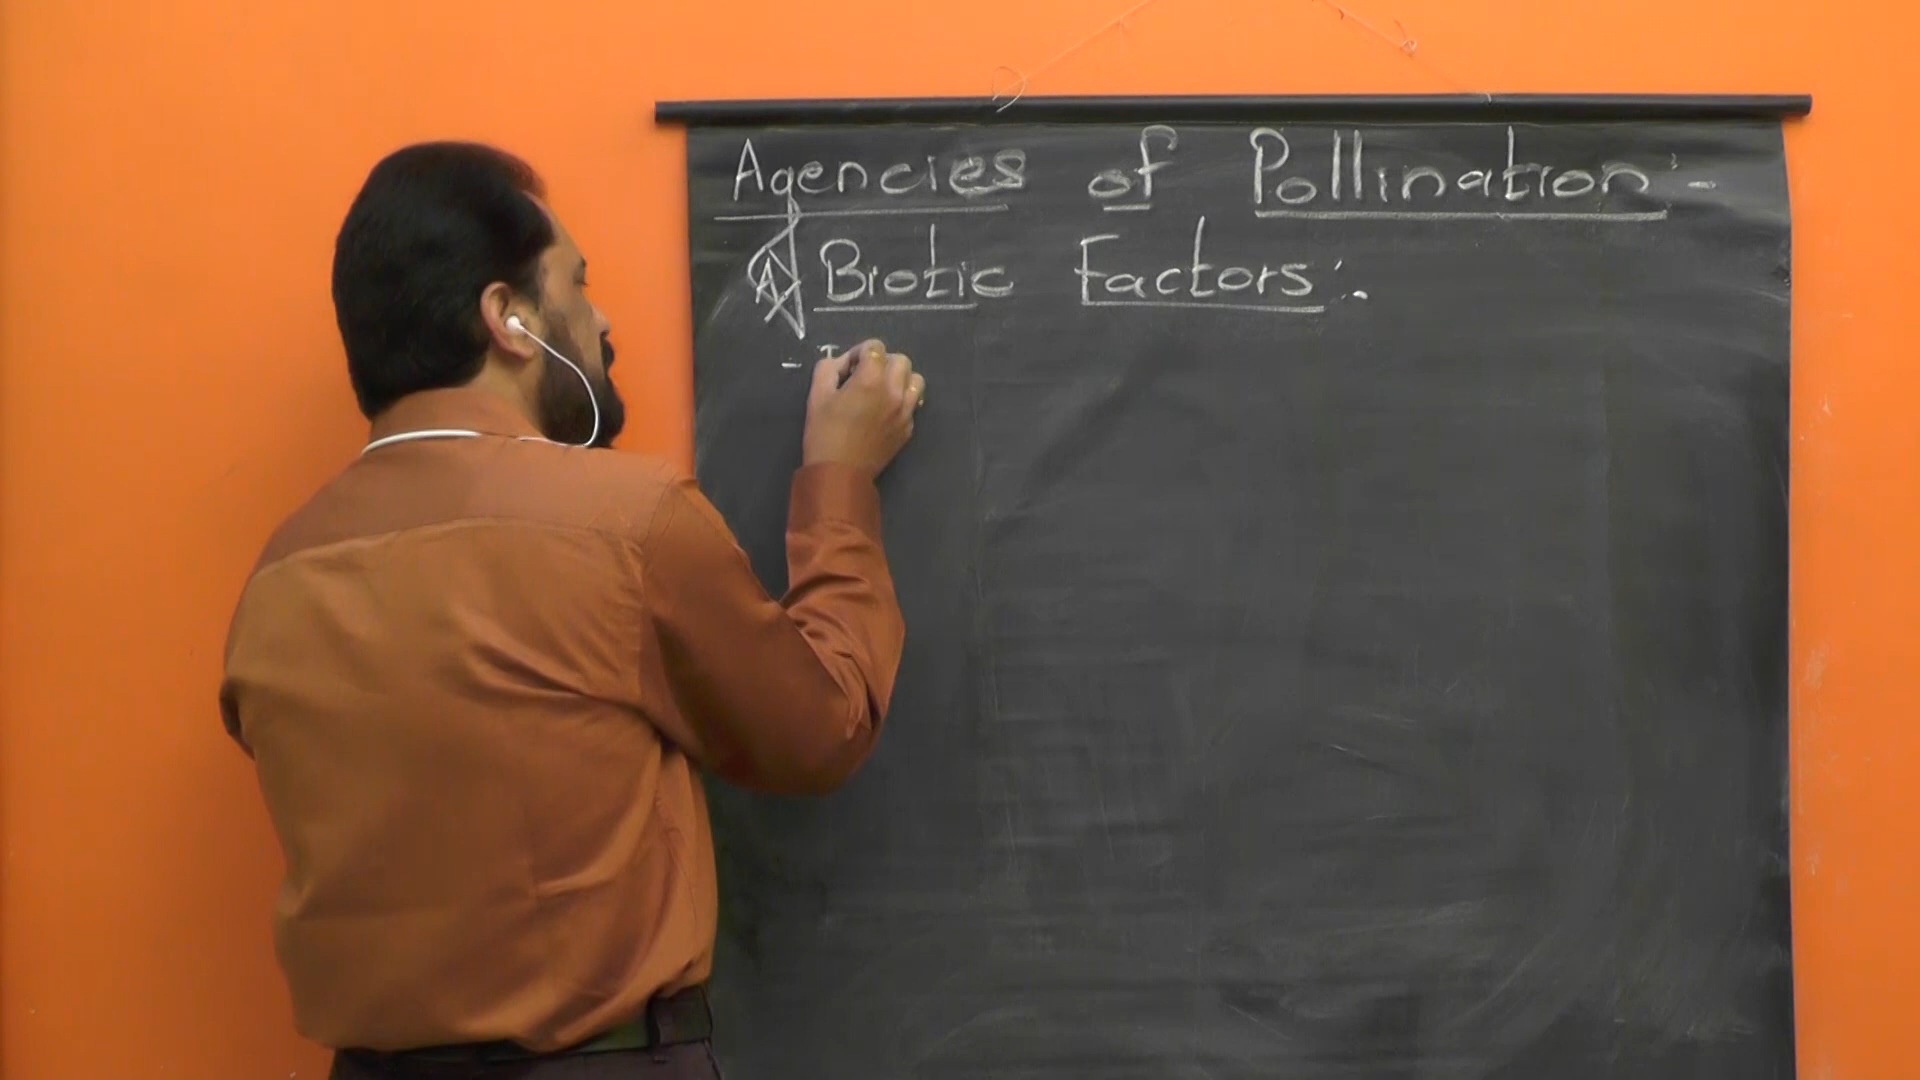 Agencies of Pollination :-
A) Biotic Factors :-
-